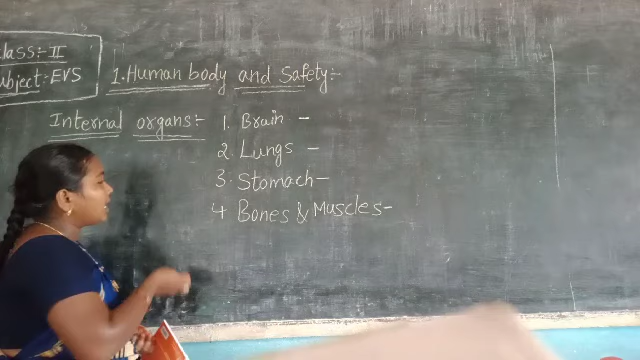 Class:- II
Subject:- EVS
1. Human body and Safety:-
Internal organs:-
1. Brain -
2. Lungs -
3. Stomach -
4 Bones & Muscles -
F